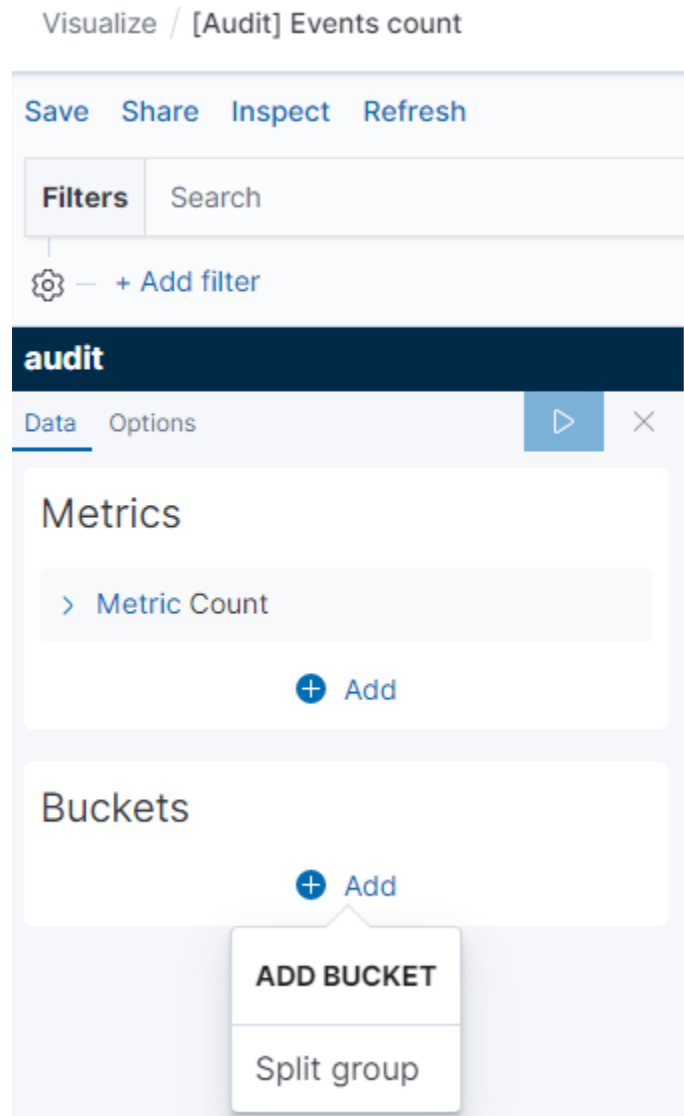 Visualize / [Audit] Events count
Save Share Inspect Refresh
Filters Search
+ Add filter
audit
Data Options
Metrics
Metric Count
Add
Buckets
Add
ADD BUCKET
Split group